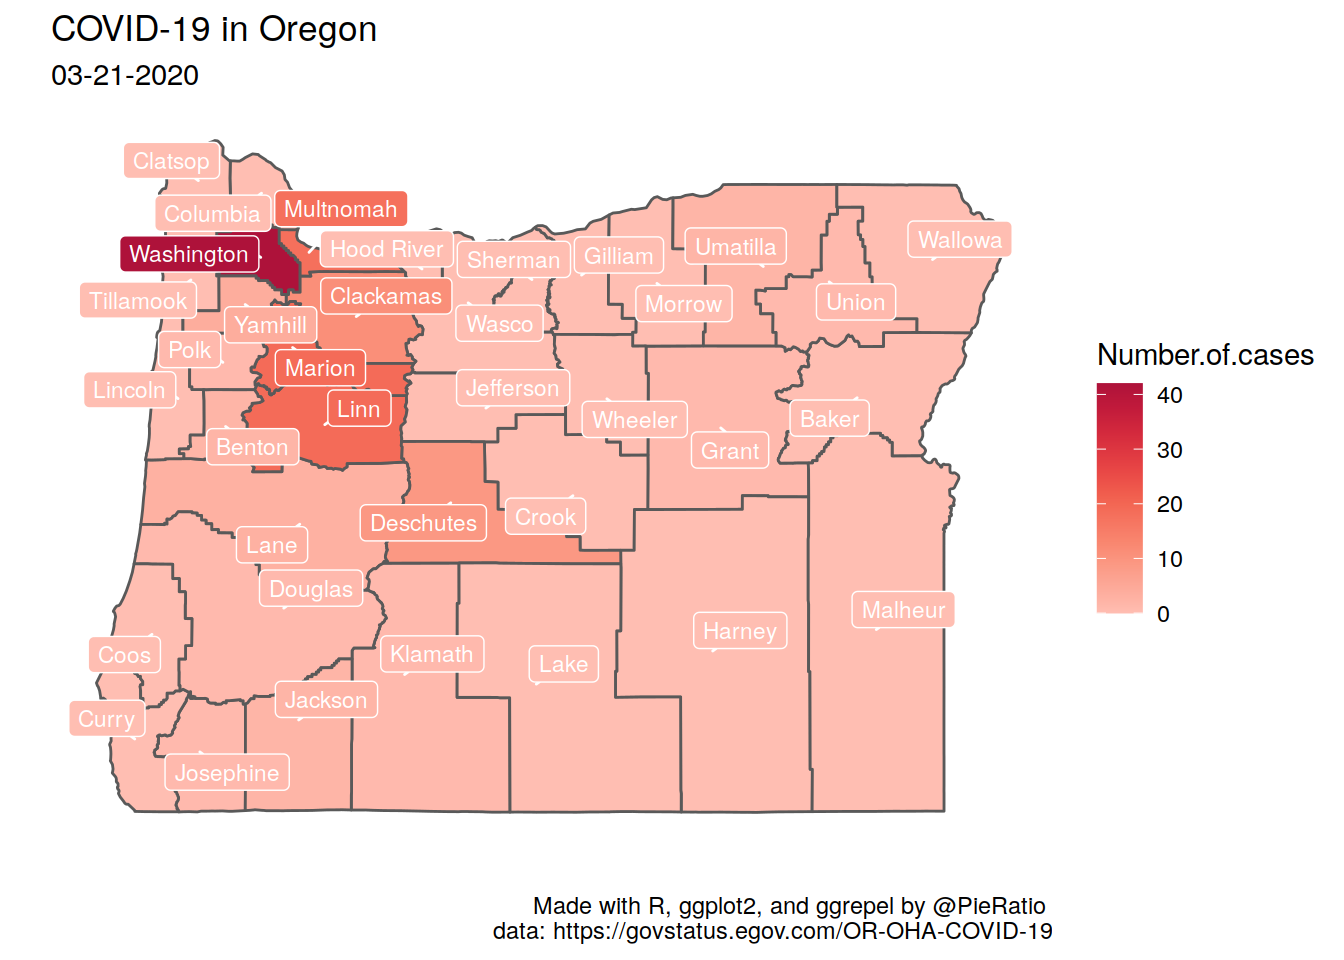 COVID-19 in Oregon
03-21-2020
Clatsop
Columbia
Multnomah
Washington
Hood River
Sherman
Gilliam
Umatilla
Wallowa
Tillamook
Clackamas
Morrow
Union
Yamhill
Wasco
Polk
Marion
Lincoln
Jefferson
Linn
Wheeler
Baker
Benton
Grant
Deschutes
Crook
Lane
Douglas
Malheur
Harney
Coos
Klamath
Lake
Jackson
Curry
Josephine
Number.of.cases
40
30
20
10
0
Made with R, ggplot2, and ggrepel by @PieRatio
data: https://govstatus.egov.com/OR-OHA-COVID-19